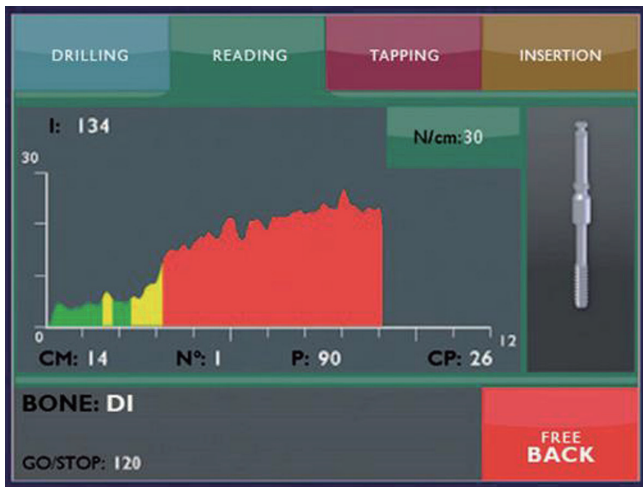 DRILLING READING TAPPING INSERTION
I: 134
N/cm:30
30
0
12
CM: 14 Nº: 1 P: 90 CP: 26
BONE: DI
GO/STOP: 120
FREE
BACK